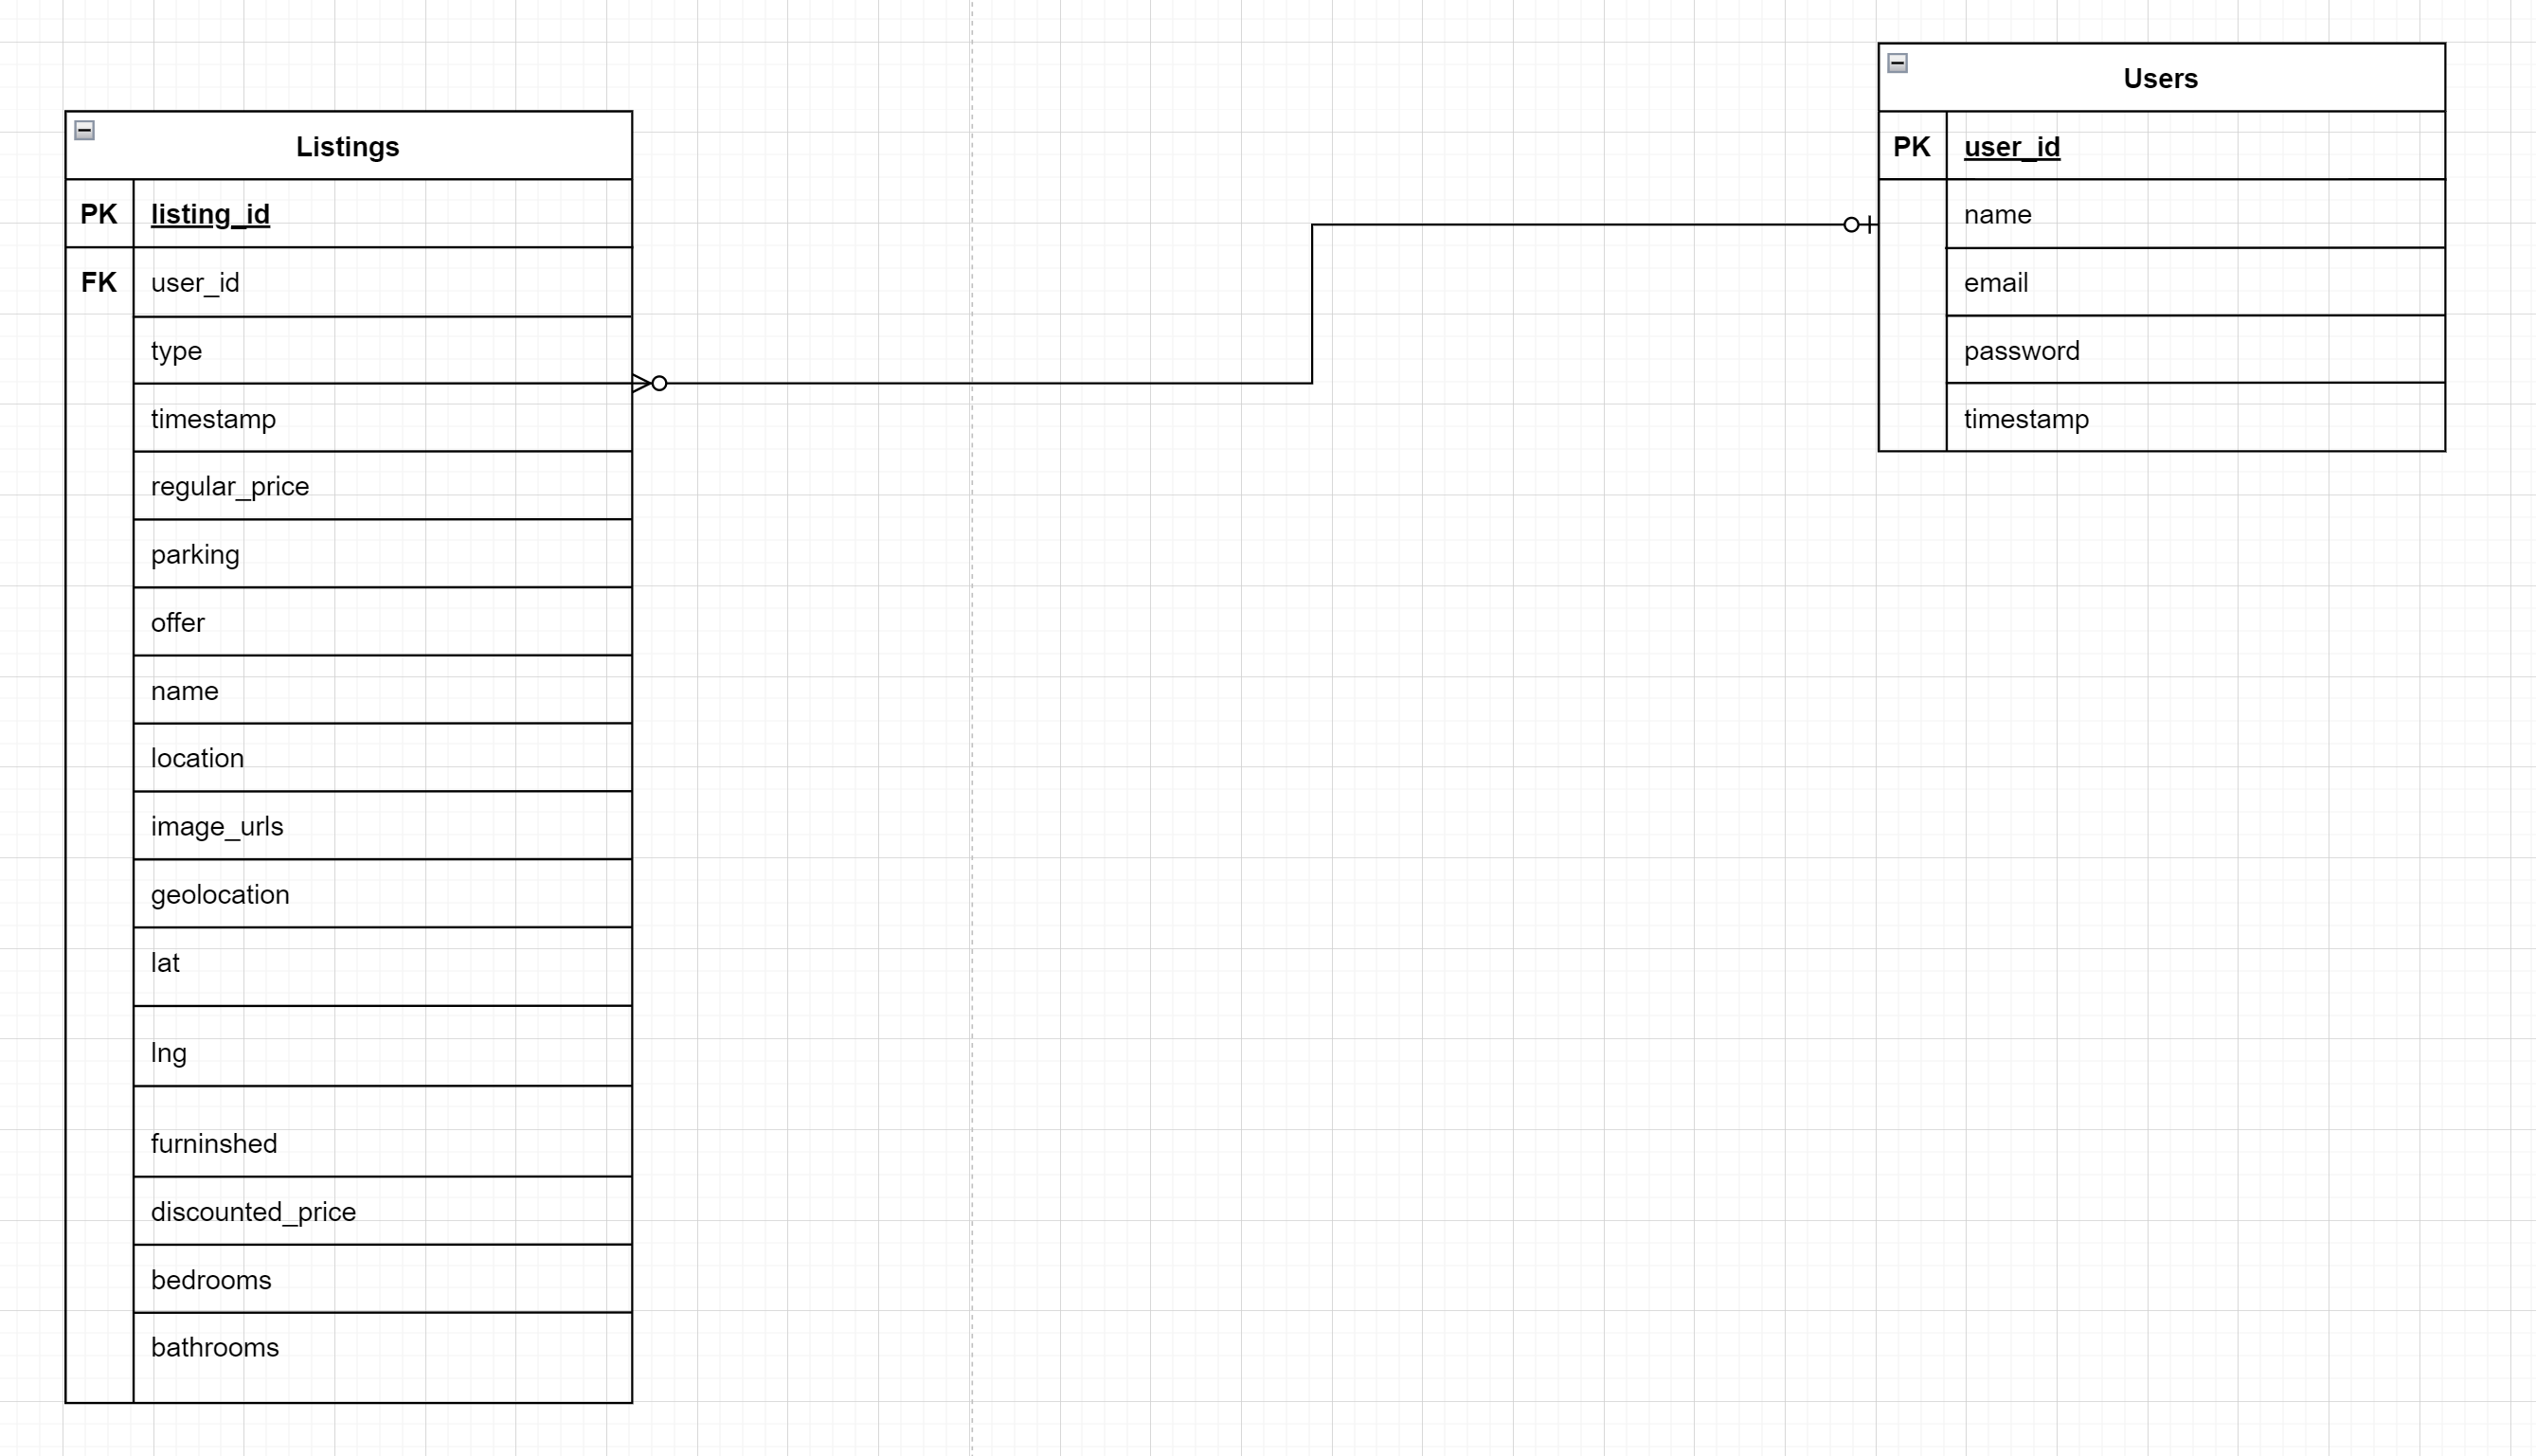 Listings
PK listing_id
FK user_id
type
timestamp
regular_price
parking
offer
name
location
image_urls
geolocation
lat
lng
furninshed
discounted_price
bedrooms
bathrooms
Users
PK user_id
name
email
password
timestamp